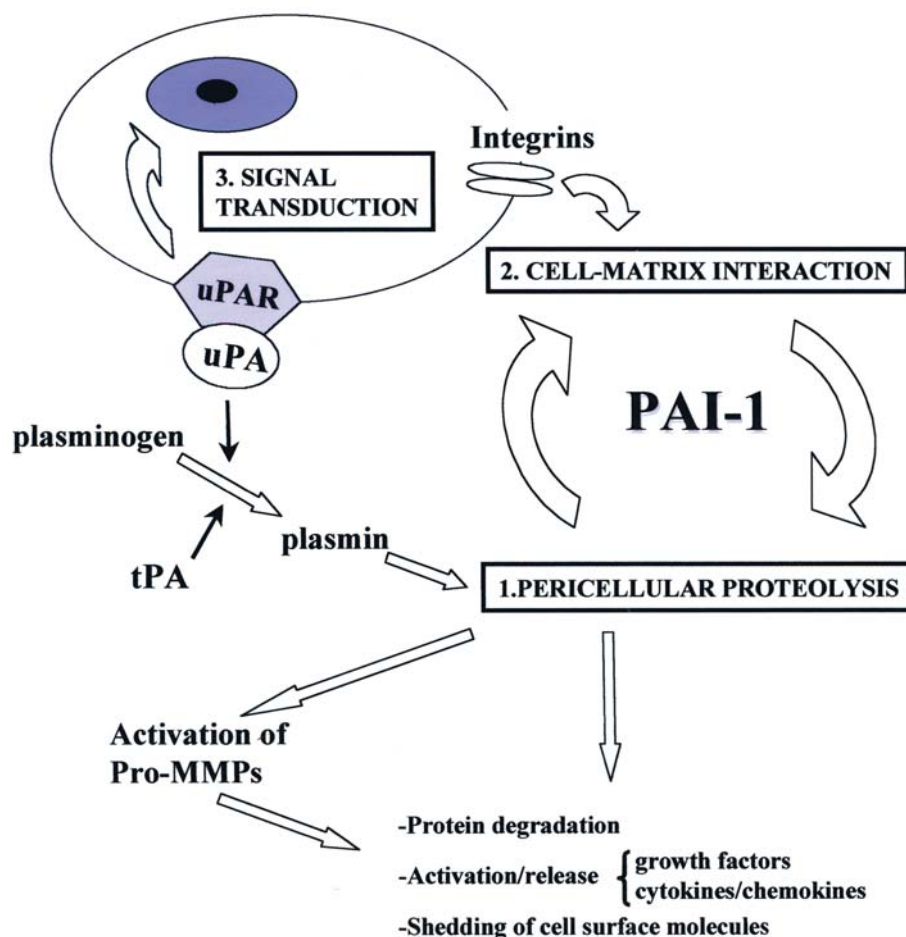 Integrins
3. SIGNAL
TRANSDUCTION
2. CELL-MATRIX INTERACTION
uPAR
uPA
PAI-1
plasminogen
plasmin
tPA
1.PERICELLULAR PROTEOLYSIS
Activation of
Pro-MMPs
-Protein degradation
-Activation/release { growth factors
cytokines/chemokines
-Shedding of cell surface molecules